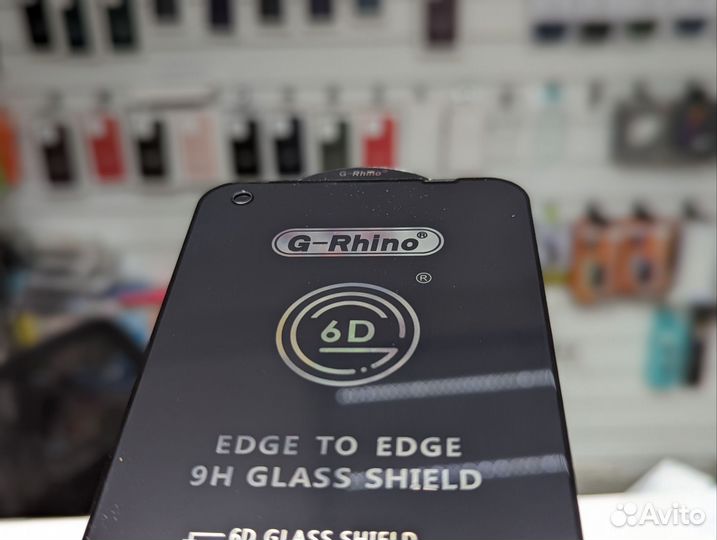 G-Rhino
G-Rhino®
®
6D
EDGE TO EDGE
9H GLASS SHIELD
6D GLASS SHIELD
Avito